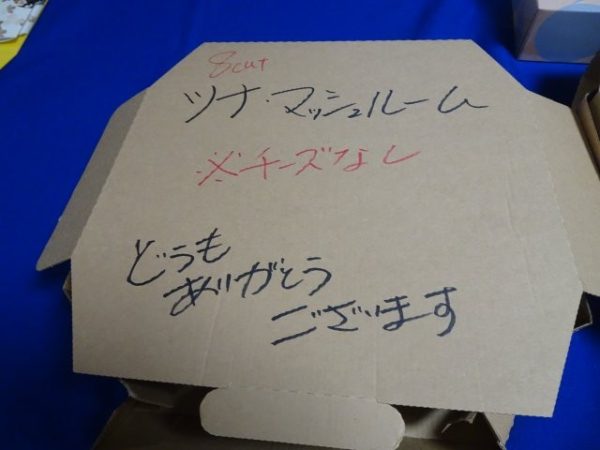 8cut
ツナ・マッシュルーム
※チーズなし
どうも
ありがとう
ございます